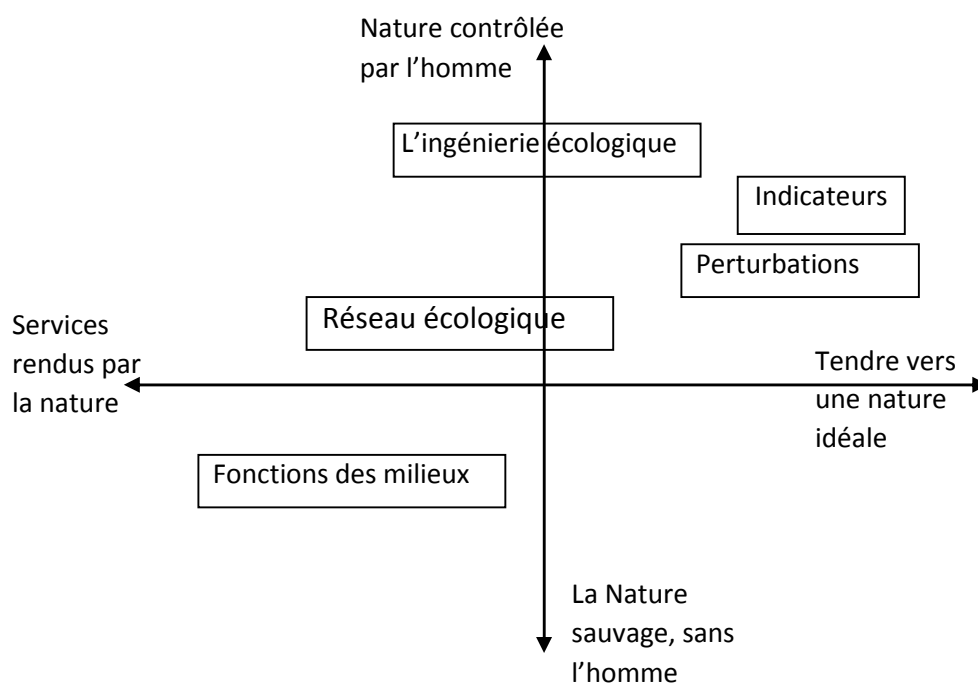 Nature contrôlée
par l’homme
L’ingénierie écologique
Indicateurs
Perturbations
Réseau écologique
Services
rendus par
la nature
Tendre vers
une nature
idéale
Fonctions des milieux
La Nature
sauvage, sans
l’homme